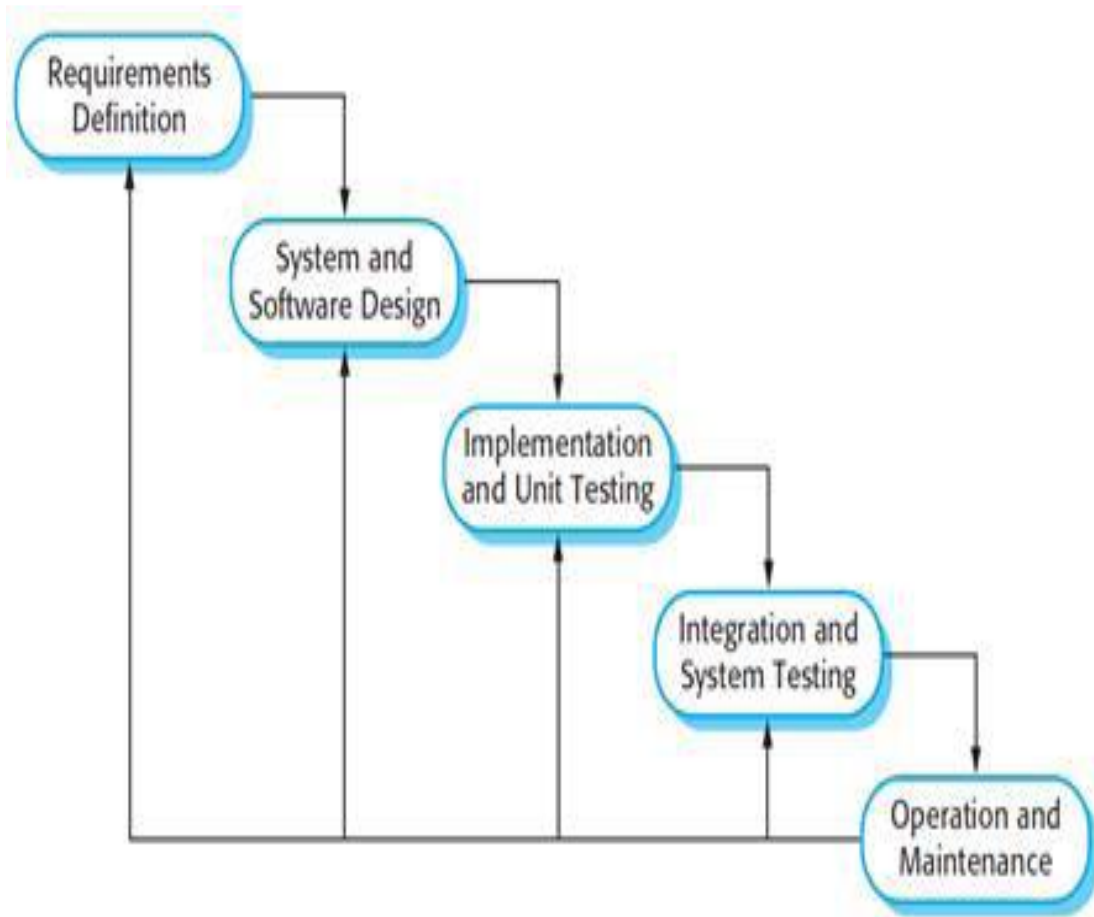 Requirements
Definition
System and
Software Design
Implementation
and Unit Testing
Integration and
System Testing
Operation and
Maintenance